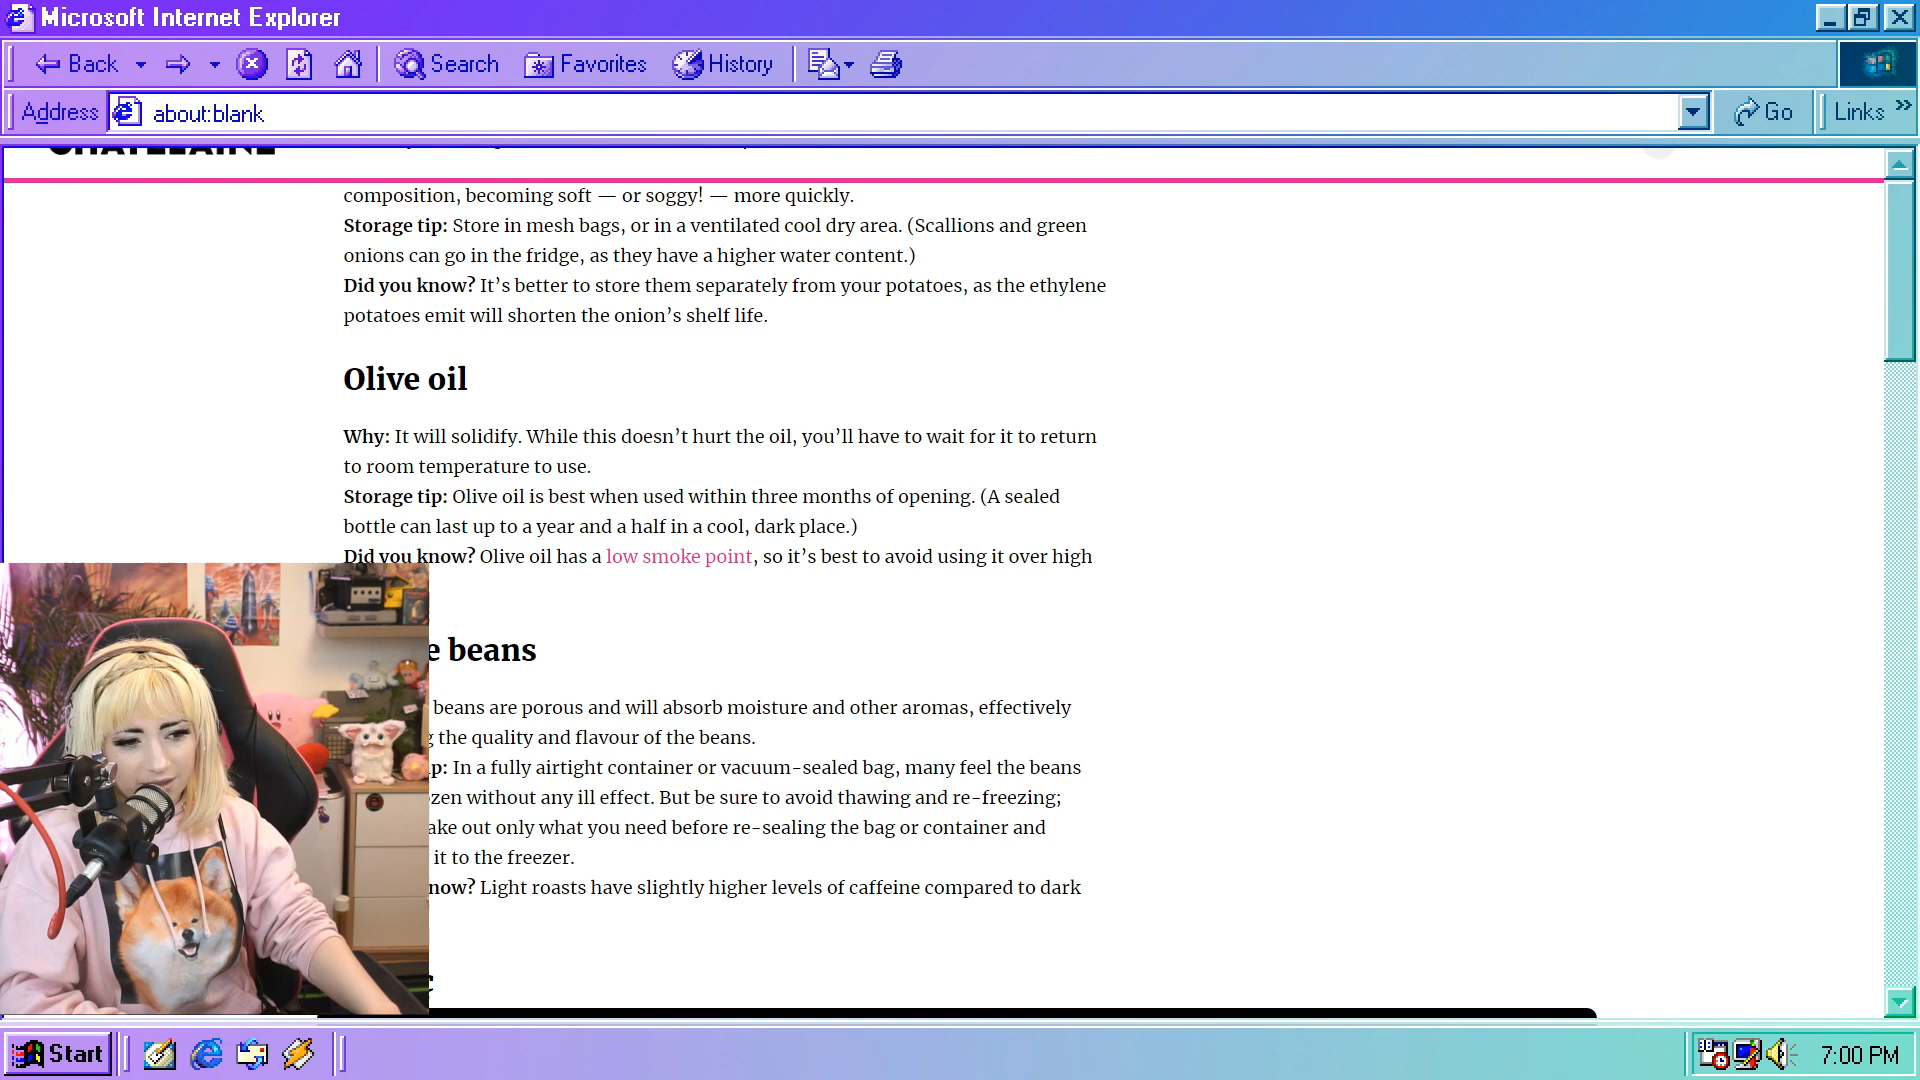 Microsoft Internet Explorer
Back
Search
Favorites
History
Address
about:blank
Go
Links
CHATELAINE
composition, becoming soft — or soggy! — more quickly.
Storage tip: Store in mesh bags, or in a ventilated cool dry area. (Scallions and green
onions can go in the fridge, as they have a higher water content.)
Did you know? It’s better to store them separately from your potatoes, as the ethylene
potatoes emit will shorten the onion’s shelf life.
Olive oil
Why: It will solidify. While this doesn’t hurt the oil, you’ll have to wait for it to return
to room temperature to use.
Storage tip: Olive oil is best when used within three months of opening. (A sealed
bottle can last up to a year and a half in a cool, dark place.)
Did you know? Olive oil has a low smoke point, so it’s best to avoid using it over high
e beans
beans are porous and will absorb moisture and other aromas, effectively
g the quality and flavour of the beans.
ip: In a fully airtight container or vacuum-sealed bag, many feel the beans
ozen without any ill effect. But be sure to avoid thawing and re-freezing;
ake out only what you need before re-sealing the bag or container and
it to the freezer.
now? Light roasts have slightly higher levels of caffeine compared to dark
Start
7:00 PM